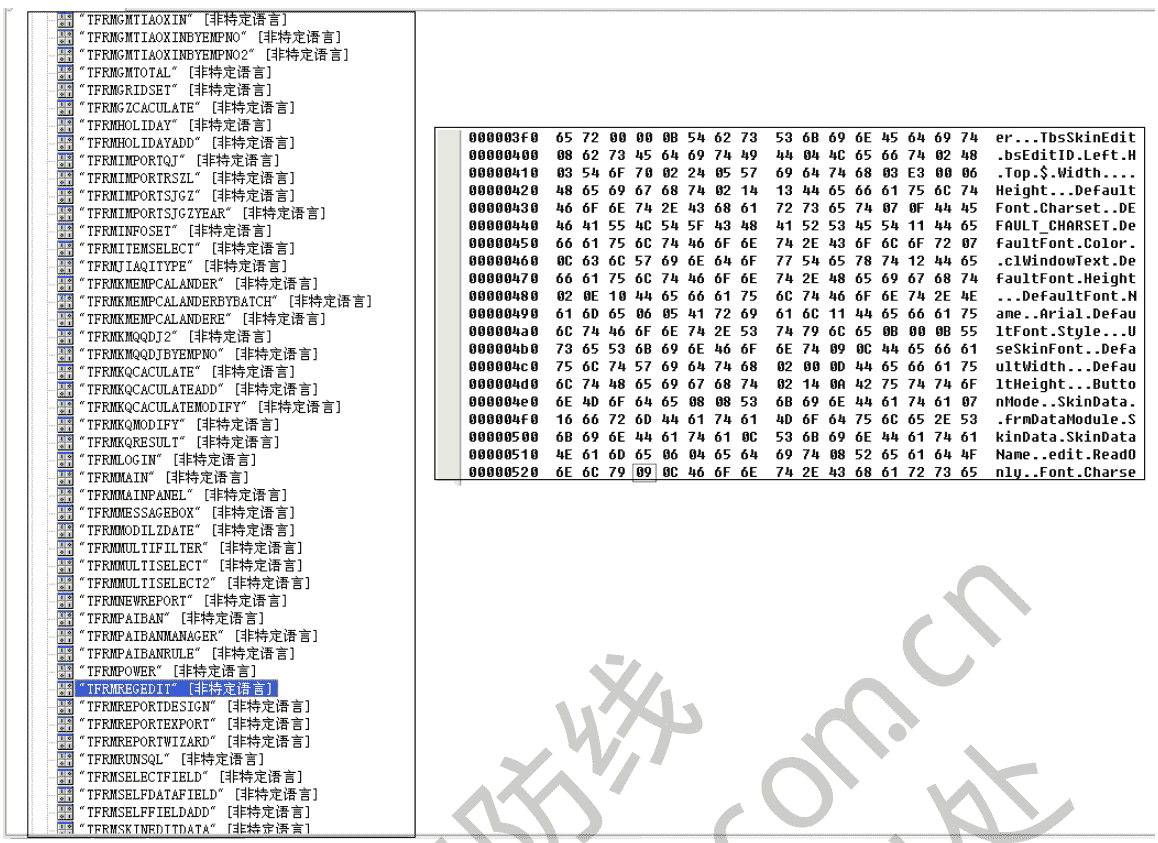 "TFRMGMTIAOXIN" [非特定语言]
"TFRMGMTIAOXINBYEMPNO" [非特定语言]
"TFRMGMTIAOXINBYEMPNO2" [非特定语言]
"TFRMGMTOTAL" [非特定语言]
"TFRMGRIDSET" [非特定语言]
"TFRMGZCACULATE" [非特定语言]
"TFRMHOLIDAY" [非特定语言]
"TFRMHOLIDAYADD" [非特定语言]
"TFRMIMPORTQJ" [非特定语言]
"TFRMIMPORTRSZL" [非特定语言]
"TFRMIMPORTSJGZ" [非特定语言]
"TFRMIMPORTSJGZYEAR" [非特定语言]
"TFRMINFOSET" [非特定语言]
"TFRMITEMSELECT" [非特定语言]
"TFRMJIAQITYPE" [非特定语言]
"TFRMKMEMPCALANDER" [非特定语言]
"TFRMKMEMPCALANDERBYBATCH" [非特定语言]
"TFRMKMEMPCALANDERE" [非特定语言]
"TFRMKMQQDJ2" [非特定语言]
"TFRMKMQQDJBYEMPNO" [非特定语言]
"TFRMKQCACULATE" [非特定语言]
"TFRMKQCACULATEADD" [非特定语言]
"TFRMKQCACULATEMODIFY" [非特定语言]
"TFRMKQMODIFY" [非特定语言]
"TFRMKQRESULT" [非特定语言]
"TFRMLOGIN" [非特定语言]
"TFRMMAIN" [非特定语言]
"TFRMMAINPANEL" [非特定语言]
"TFRMMESSAGEBOX" [非特定语言]
"TFRMMODILZDATE" [非特定语言]
"TFRMMULTIFILTER" [非特定语言]
"TFRMMULTISELECT" [非特定语言]
"TFRMMULTISELECT2" [非特定语言]
"TFRMNEWREPORT" [非特定语言]
"TFRMPAIBAN" [非特定语言]
"TFRMPAIBANMANAGER" [非特定语言]
"TFRMPAIBANRULE" [非特定语言]
"TFRMPOWER" [非特定语言]
"TFRMREGEDIT" [非特定语言]
"TFRMREPORTDESIGN" [非特定语言]
"TFRMREPORTEXPORT" [非特定语言]
"TFRMREPORTWIZARD" [非特定语言]
"TFRMRUNSQL" [非特定语言]
"TFRMSELECTFIELD" [非特定语言]
"TFRMSELFDATAFIELD" [非特定语言]
"TFRMSELFFIELDADD" [非特定语言]
"TFRMSKINEDITDATA" [非特定语言]
000003f0 65 72 00 00 0B 54 62 73 53 6B 69 6E 45 64 69 74 er...TbsSkinEdit
00000400 08 62 73 45 64 69 74 49 44 04 4C 65 66 74 02 48 .bsEditID.Left.H
00000410 03 54 6F 70 02 24 05 57 69 64 74 68 03 E3 00 06 .Top.$.Width....
00000420 48 65 69 67 68 74 02 14 13 44 65 66 61 75 6C 74 Height...Default
00000430 46 6F 6E 74 2E 43 68 61 72 73 65 74 07 0F 44 45 Font.Charset..DE
00000440 46 41 55 4C 54 5F 43 48 41 52 53 45 54 11 44 65 FAULT_CHARSET.De
00000450 66 61 75 6C 74 46 6F 6E 74 2E 43 6F 6C 6F 72 07 faultFont.Color.
00000460 0C 63 6C 57 69 6E 64 6F 77 54 65 78 74 12 44 65 .clWindowText.De
00000470 66 61 75 6C 74 46 6F 6E 74 2E 48 65 69 67 68 74 faultFont.Height
00000480 02 0E 10 44 65 66 61 75 6C 74 46 6F 6E 74 2E 4E ...DefaultFont.N
00000490 61 6D 65 06 05 41 72 69 61 6C 11 44 65 66 61 75 ame..Arial.Defau
000004a0 6C 74 46 6F 6E 74 2E 53 74 79 6C 65 0B 00 0B 55 ltFont.Style...U
000004b0 73 65 53 6B 69 6E 46 6F 6E 74 09 0C 44 65 66 61 seSkinFont..Defa
000004c0 75 6C 74 57 69 64 74 68 02 00 0D 44 65 66 61 75 ultWidth...Defau
000004d0 6C 74 48 65 69 67 68 74 02 14 0A 42 75 74 74 6F ltHeight...Butto
000004e0 6E 4D 6F 64 65 08 08 53 6B 69 6E 44 61 74 61 07 nMode..SkinData.
000004f0 16 66 72 6D 44 61 74 61 4D 6F 64 75 6C 65 2E 53 .frmDataModule.S
00000500 6B 69 6E 44 61 74 61 0C 53 6B 69 6E 44 61 74 61 kinData.SkinData
00000510 4E 61 6D 65 06 04 65 64 69 74 08 52 65 61 64 4F Name..edit.ReadO
00000520 6E 6C 79 09 0C 46 6F 6E 74 2E 43 68 61 72 73 65 nly..Font.Charse
防线
com.cn
处